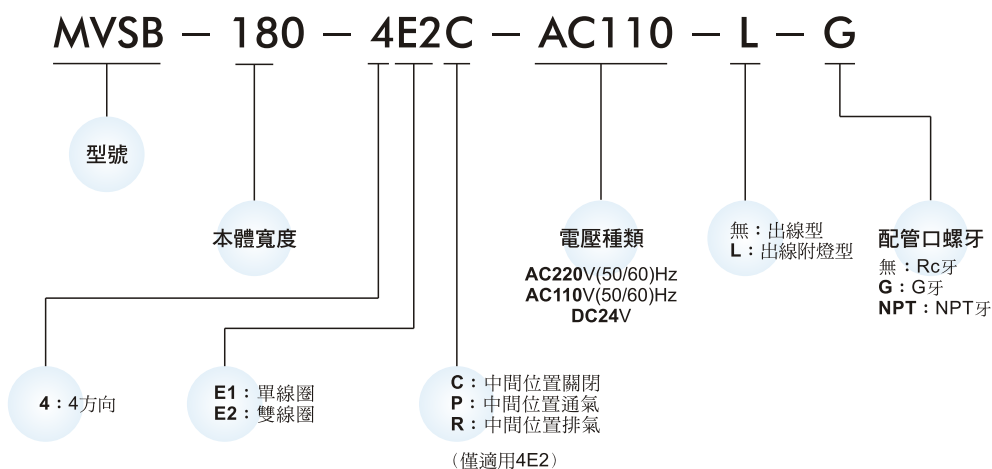 MVSB — 180 — 4E2C — AC110 — L — G
型號
本體寬度
電壓種類
AC220V(50/60)Hz
AC110V(50/60)Hz
DC24V
無：出線型
L：出線附燈型
配管口螺牙
無：Rc牙
G：G牙
NPT：NPT牙
4：4方向
E1：單線圈
E2：雙線圈
C：中間位置關閉
P：中間位置通氣
R：中間位置排氣
（僅適用4E2）